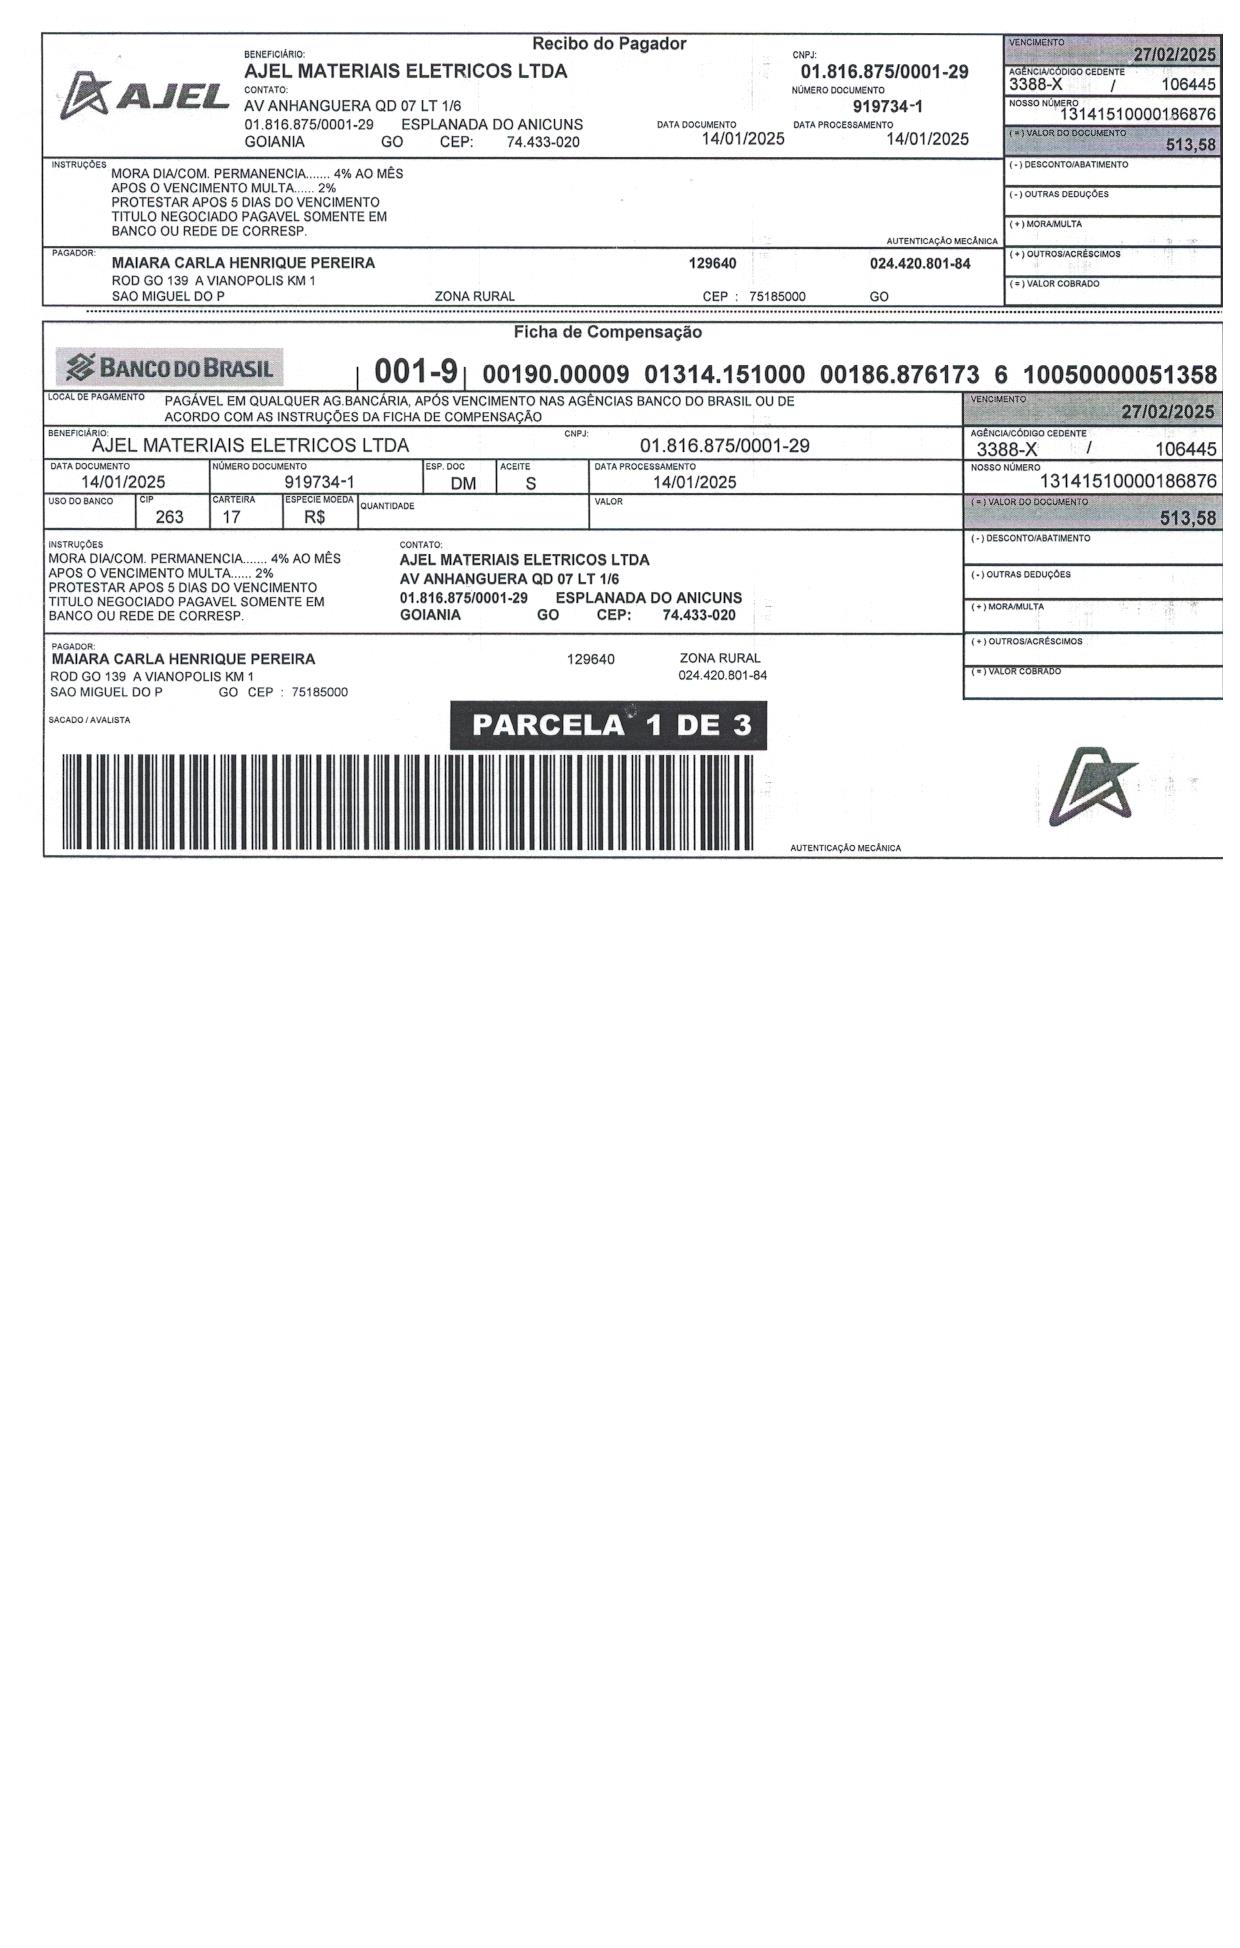 Recibo do Pagador
AJEL
BENEFICIÁRIO:
AJEL MATERIAIS ELETRICOS LTDA
CNPJ:
01.816.875/0001-29
CONTATO:
AV ANHANGUERA QD 07 LT 1/6
NÚMERO DOCUMENTO
919734-1
01.816.875/0001-29 ESPLANADA DO ANICUNS
GOIANIA GO CEP: 74.433-020
DATA DOCUMENTO
14/01/2025
DATA PROCESSAMENTO
14/01/2025
VENCIMENTO
27/02/2025
AGÊNCIA/CÓDIGO CEDENTE
3388-X / 106445
NOSSO NÚMERO
13141510000186876
( = ) VALOR DO DOCUMENTO
513,58
( - ) DESCONTO/ABATIMENTO
( - ) OUTRAS DEDUÇÕES
( + ) MORA/MULTA
( + ) OUTROS/ACRÉSCIMOS
( = ) VALOR COBRADO
INSTRUÇÕES
MORA DIA/COM. PERMANENCIA....... 4% AO MÊS
APOS O VENCIMENTO MULTA...... 2%
PROTESTAR APOS 5 DIAS DO VENCIMENTO
TITULO NEGOCIADO PAGAVEL SOMENTE EM
BANCO OU REDE DE CORRESP.
AUTENTICAÇÃO MECÂNICA
PAGADOR:
MAIARA CARLA HENRIQUE PEREIRA 129640 024.420.801-84
ROD GO 139 A VIANOPOLIS KM 1
SAO MIGUEL DO P ZONA RURAL CEP : 75185000 GO
Ficha de Compensação
BANCO DO BRASIL 001-9 00190.00009 01314.151000 00186.876173 6 10050000051358
LOCAL DE PAGAMENTO
PAGÁVEL EM QUALQUER AG.BANCÁRIA, APÓS VENCIMENTO NAS AGÊNCIAS BANCO DO BRASIL OU DE
ACORDO COM AS INSTRUÇÕES DA FICHA DE COMPENSAÇÃO
VENCIMENTO
27/02/2025
BENEFICIÁRIO:
AJEL MATERIAIS ELETRICOS LTDA
CNPJ:
01.816.875/0001-29
AGÊNCIA/CÓDIGO CEDENTE
3388-X / 106445
DATA DOCUMENTO
14/01/2025
NÚMERO DOCUMENTO
919734-1
ESP. DOC
DM
ACEITE
S
DATA PROCESSAMENTO
14/01/2025
NOSSO NÚMERO
13141510000186876
USO DO BANCO
CIP
263
CARTEIRA
17
ESPECIE MOEDA
R$
QUANTIDADE
VALOR
( = ) VALOR DO DOCUMENTO
513,58
INSTRUÇÕES
MORA DIA/COM. PERMANENCIA....... 4% AO MÊS
APOS O VENCIMENTO MULTA...... 2%
PROTESTAR APOS 5 DIAS DO VENCIMENTO
TITULO NEGOCIADO PAGAVEL SOMENTE EM
BANCO OU REDE DE CORRESP.
CONTATO:
AJEL MATERIAIS ELETRICOS LTDA
AV ANHANGUERA QD 07 LT 1/6
01.816.875/0001-29 ESPLANADA DO ANICUNS
GOIANIA GO CEP: 74.433-020
( - ) DESCONTO/ABATIMENTO
( - ) OUTRAS DEDUÇÕES
( + ) MORA/MULTA
( + ) OUTROS/ACRÉSCIMOS
( = ) VALOR COBRADO
PAGADOR:
MAIARA CARLA HENRIQUE PEREIRA 129640 ZONA RURAL
ROD GO 139 A VIANOPOLIS KM 1 024.420.801-84
SAO MIGUEL DO P GO CEP : 75185000
SACADO / AVALISTA
PARCELA 1 DE 3
AUTENTICAÇÃO MECÂNICA